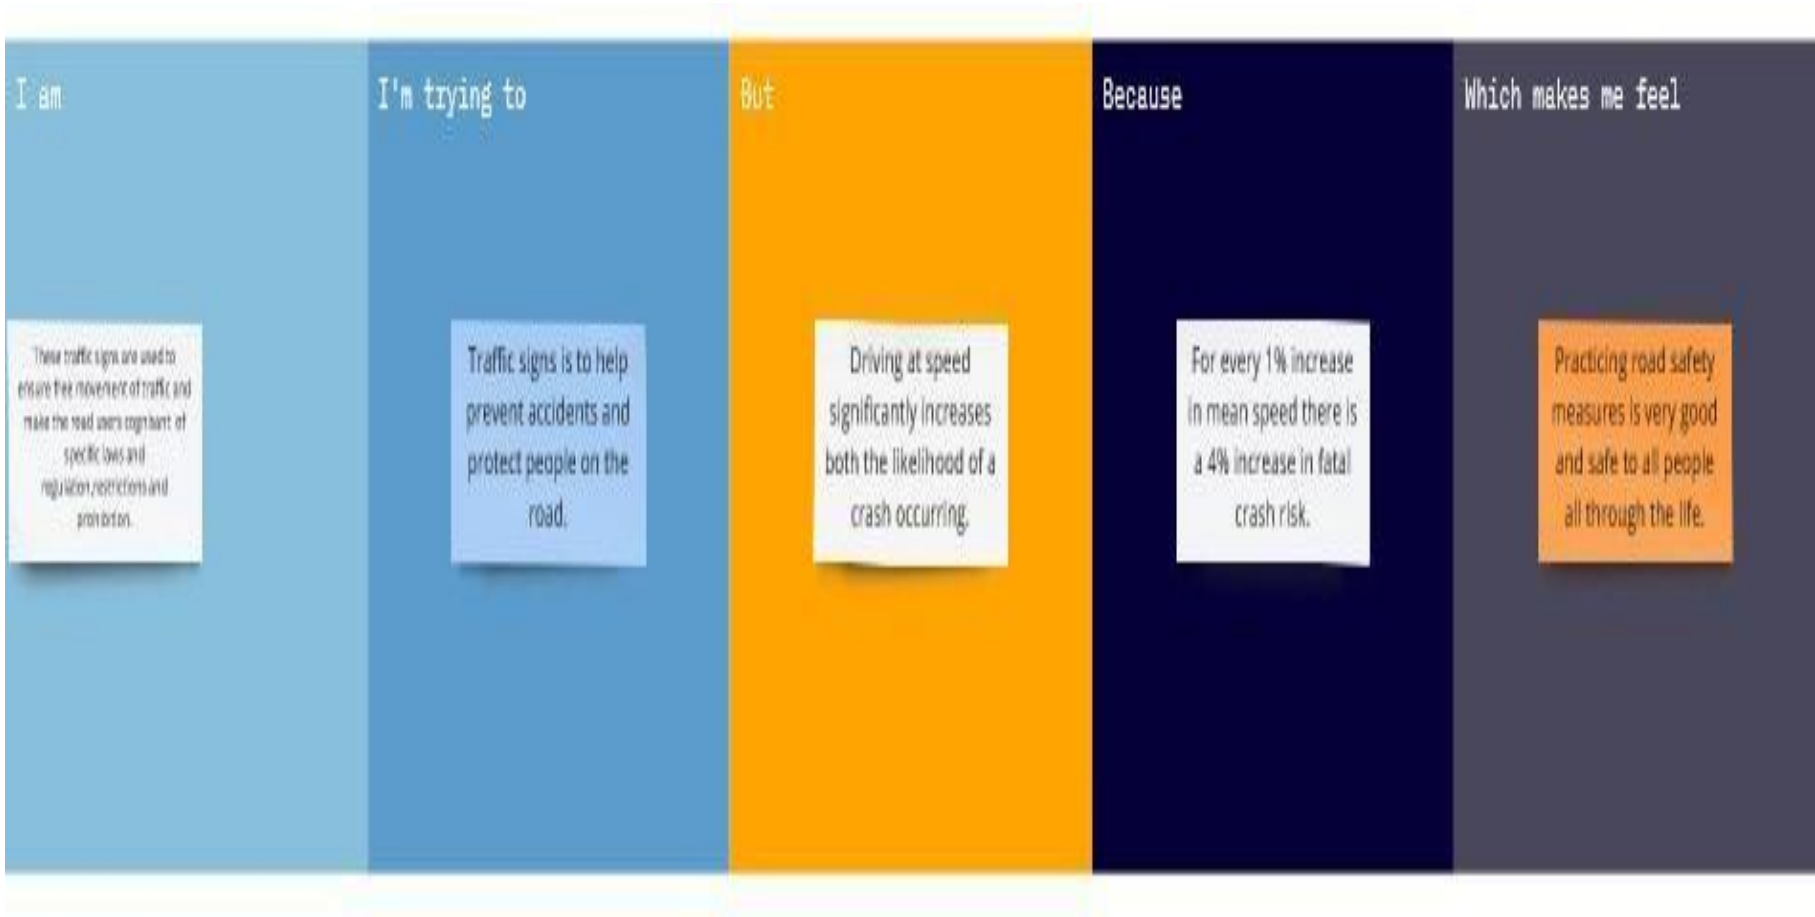 I am
These traffic signs are used to
ensure free movement of traffic and
make the road users cognisant of
specific laws and
regulation,restrictions and
prohibition.
I'm trying to
Traffic signs is to help
prevent accidents and
protect people on the
road.
But
Driving at speed
significantly increases
both the likelihood of a
crash occurring.
Because
For every 1% increase
in mean speed there is
a 4% increase in fatal
crash risk.
Which makes me feel
Practicing road safety
measures is very good
and safe to all people
all through the life.